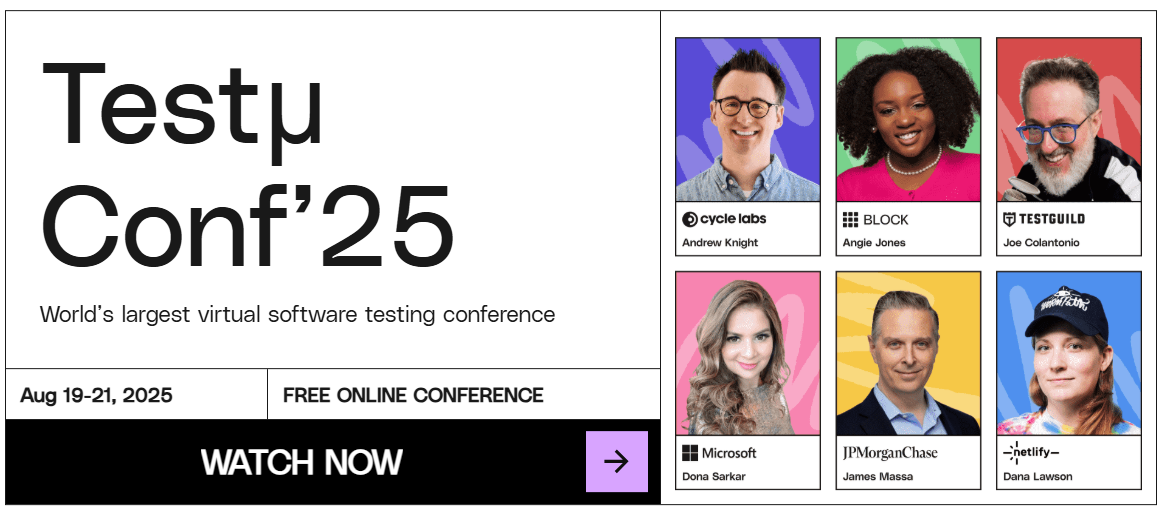 Testμ
Conf’25
World’s largest virtual software testing conference
Aug 19-21, 2025
FREE ONLINE CONFERENCE
WATCH NOW
cycle labs
Andrew Knight
BLOCK
Angie Jones
TESTGUILD
Joe Colantonio
Microsoft
Dona Sarkar
JPMorganChase
James Massa
netlify
Dana Lawson